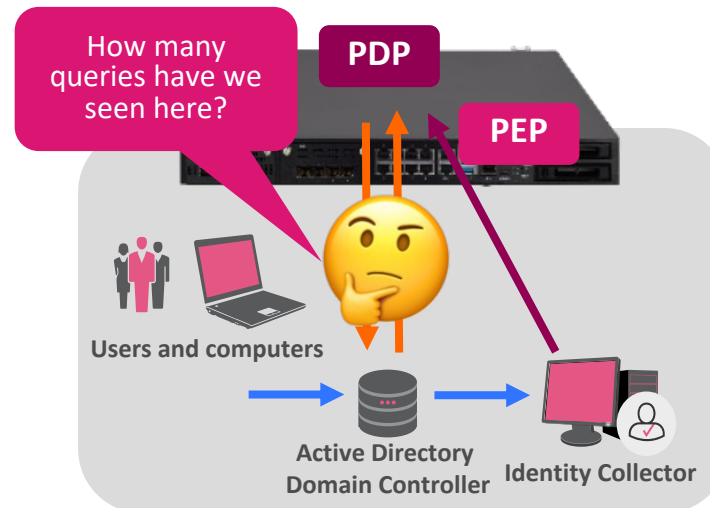 How many
queries have we
seen here?
PDP
PEP
Users and computers
Active Directory
Domain Controller
Identity Collector